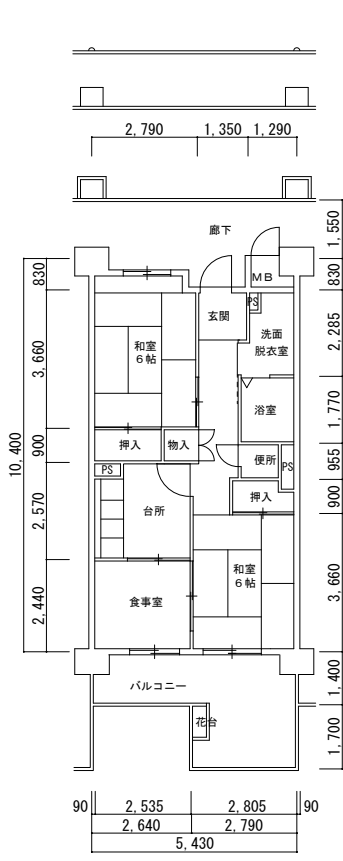 2,790
1,350
1,290
廊下
1,550
830
830
MB
PS
玄関
洗面
脱衣室
2,285
3,660
和室
6帖
浴室
1,770
10,400
900
押入
物入
便所
PS
955
PS
押入
900
台所
2,570
和室
6帖
3,660
食事室
2,440
バルコニー
1,400
花台
1,700
90
2,535
2,805
90
2,640
2,790
5,430